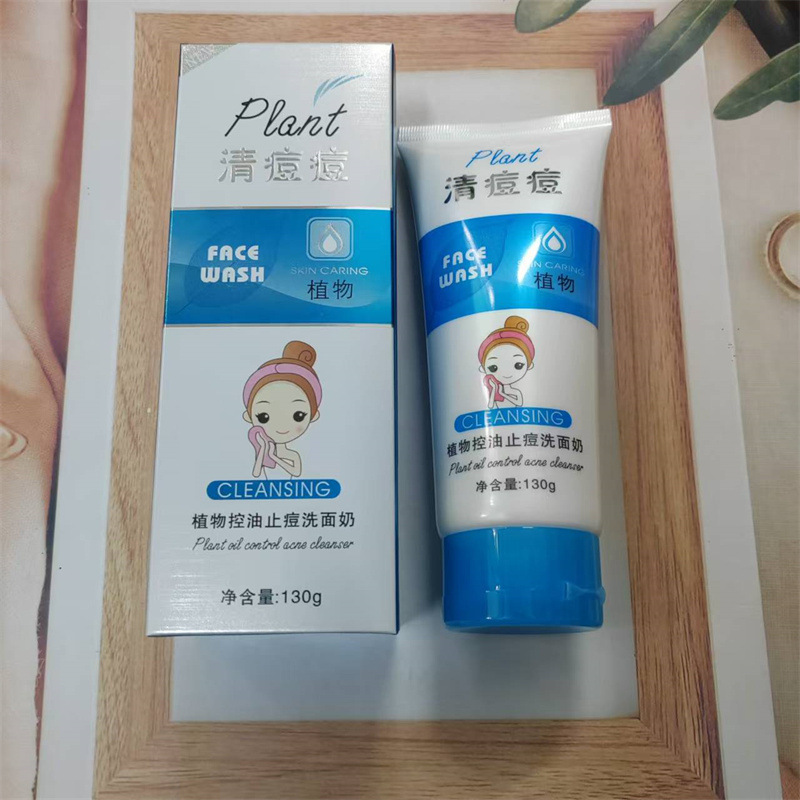 Plant
清痘痘
FACE
WASH
SKIN CARING
植物
CLEANSING
植物控油止痘洗面奶
Plant oil control acne cleanser
净含量:130g
Plant
清痘痘
FACE
WASH
IN CARING
植物
CLEANSING
植物控油止痘洗面奶
Plant oil control acne cleanser
净含量:130g